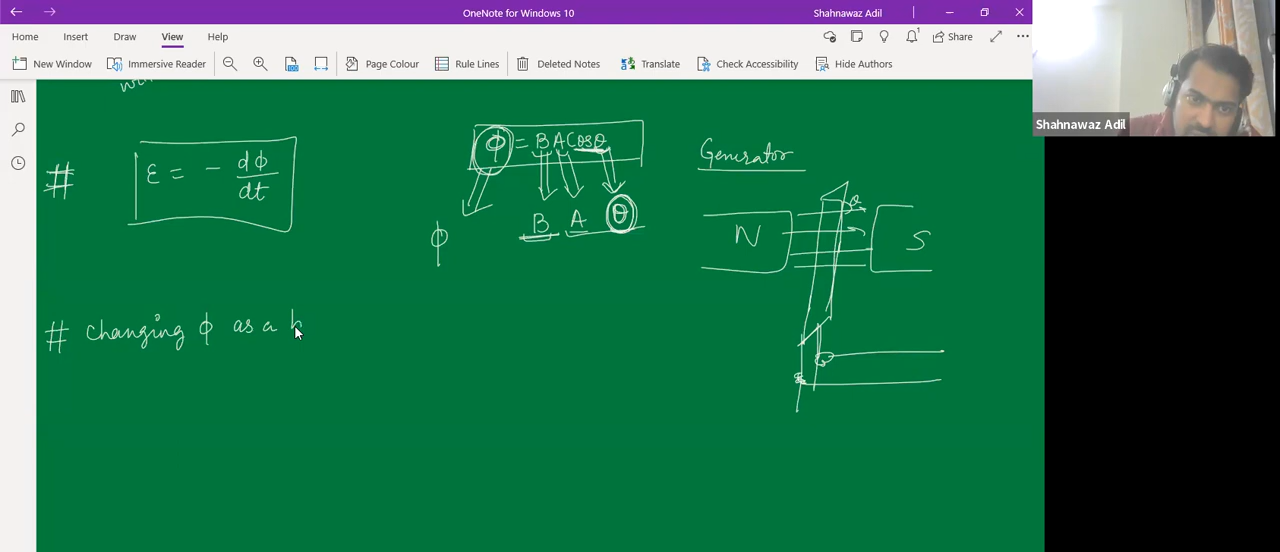 OneNote for Windows 10
Shahnawaz Adil
Home Insert Draw View Help
Share
New Window Immersive Reader Page Colour Rule Lines Deleted Notes Translate Check Accessibility Hide Authors
Shahnawaz Adil
# ε = - dϕ/dt
ϕ = BA Cosθ
ϕ B A θ
Generator
θ
N S
# Changing ϕ as a